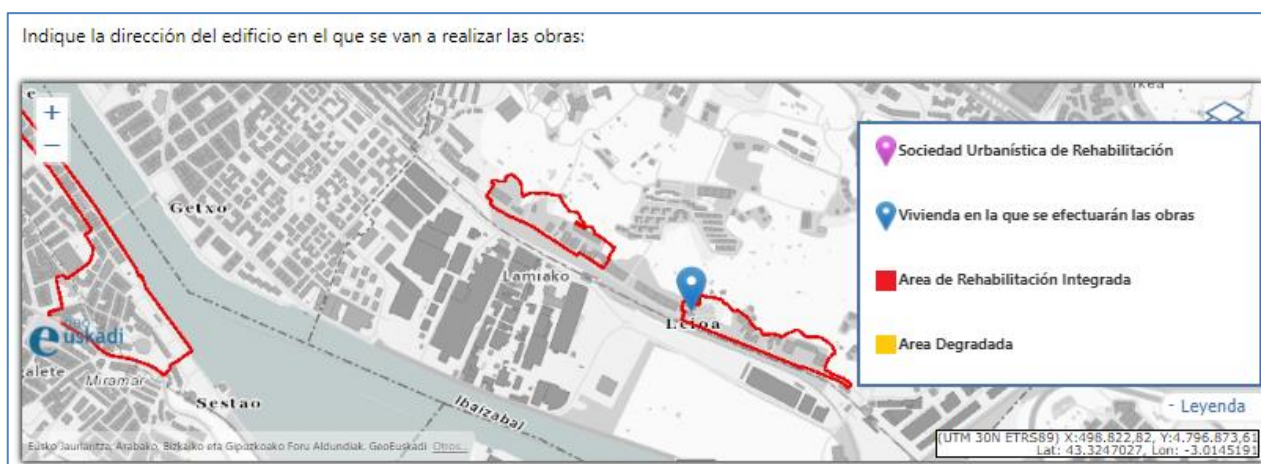 Indique la dirección del edificio en el que se van a realizar las obras:
+
−
Getxo
Lamiako
Leioa
Ibaizabal
Miramar
Sestao
euskadi
Sociedad Urbanística de Rehabilitación
Vivienda en la que se efectuarán las obras
Area de Rehabilitación Integrada
Area Degradada
- Leyenda
Eusko Jaurlaritza, Arabako, Bizkaiko eta Gipuzkoako Foru Aldundiak. GeoEuskadi. Otros...
(UTM 30N ETRS89) X:498.822,82, Y:4.796.873,61
Lat: 43.3247027, Lon: -3.0145191